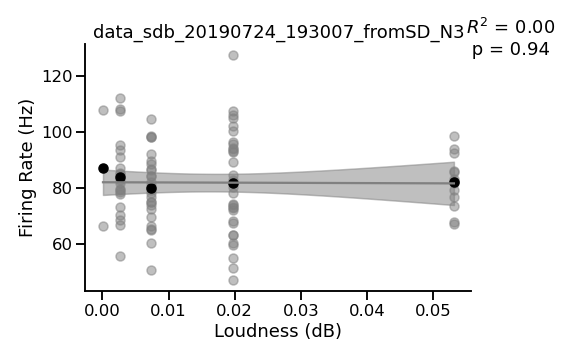 data_sdb_20190724_193007_fromSD_N3
R² = 0.00
p = 0.94
Firing Rate (Hz)
120
100
80
60
0.00 0.01 0.02 0.03 0.04 0.05
Loudness (dB)